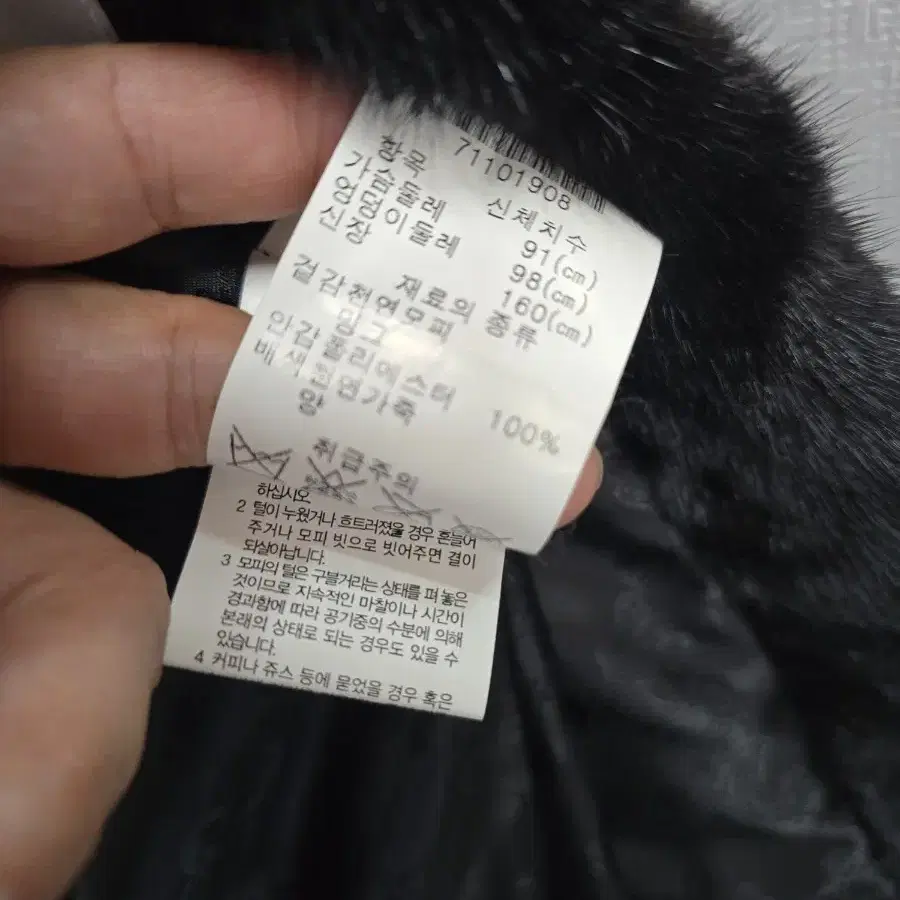 71101908
항목 신체치수
가슴둘레 91(cm)
엉덩이둘레 98(cm)
신장 160(cm)
재료의 종류
겉감천연모피
밍크
안감폴리에스터 100%
배색천연가죽
양
취급주의
하십시오
2 털이 누웠거나 흐트러졌을 경우 흔들어
주거나 모피 빗으로 빗어주면 결이
되살아납니다.
3 모피의 털은 구불거리는 상태를 펴 놓은
것이므로 지속적인 마찰이나 시간이
경과함에 따라 공기중의 수분에 의해
본래의 상태로 되는 경우도 있을 수
있습니다.
4 커피나 쥬스 등에 묻었을 경우 혹은